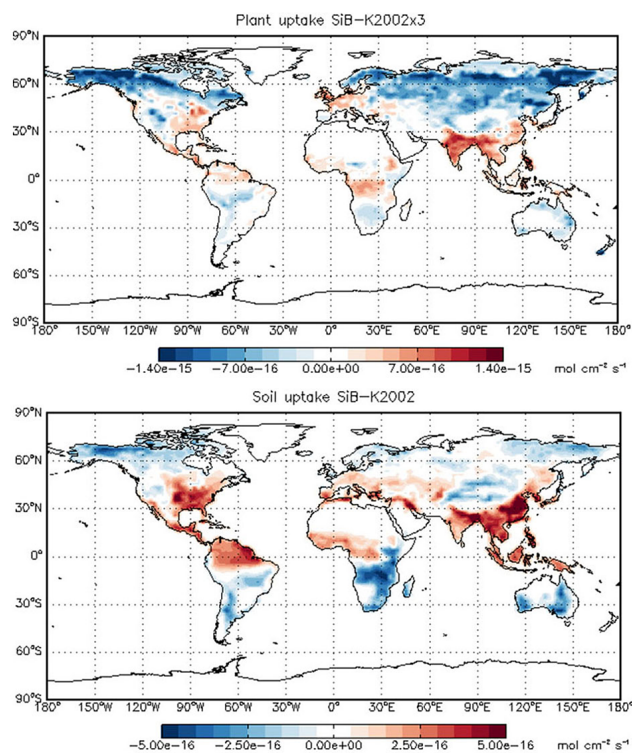 Plant uptake SiB-K2002x3
90°N
60°N
30°N
0°
30°S
60°S
90°S
180° 150°W 120°W 90°W 60°W 30°W 0° 30°E 60°E 90°E 120°E 150°E 180°
-1.40e-15 -7.00e-16 0.00e+00 7.00e-16 1.40e-15 mol cm⁻² s⁻¹
Soil uptake SiB-K2002
90°N
60°N
30°N
0°
30°S
60°S
90°S
180° 150°W 120°W 90°W 60°W 30°W 0° 30°E 60°E 90°E 120°E 150°E 180°
-5.00e-16 -2.50e-16 0.00e+00 2.50e-16 5.00e-16 mol cm⁻² s⁻¹